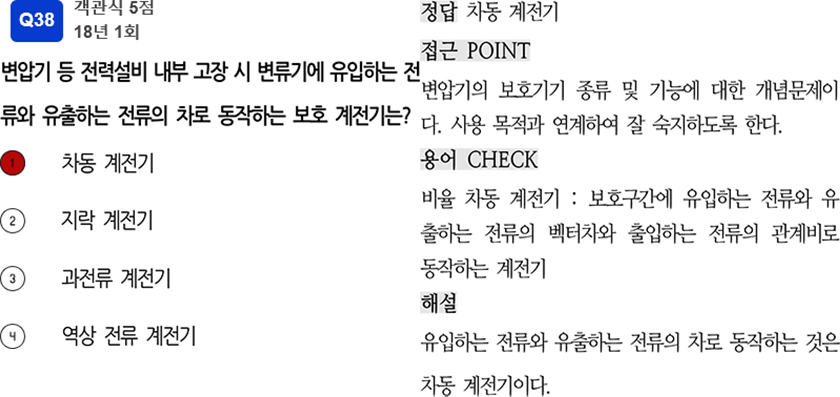 Q38
객관식 5점
18년 1회
변압기 등 전력설비 내부 고장 시 변류기에 유입하는 전
류와 유출하는 전류의 차로 동작하는 보호 계전기는?
1 차동 계전기
2 지락 계전기
3 과전류 계전기
4 역상 전류 계전기
정답 차동 계전기
접근 POINT
변압기의 보호기기 종류 및 기능에 대한 개념문제이
다. 사용 목적과 연계하여 잘 숙지하도록 한다.
용어 CHECK
비율 차동 계전기 : 보호구간에 유입하는 전류와 유
출하는 전류의 벡터차와 출입하는 전류의 관계비로
동작하는 계전기
해설
유입하는 전류와 유출하는 전류의 차로 동작하는 것은
차동 계전기이다.